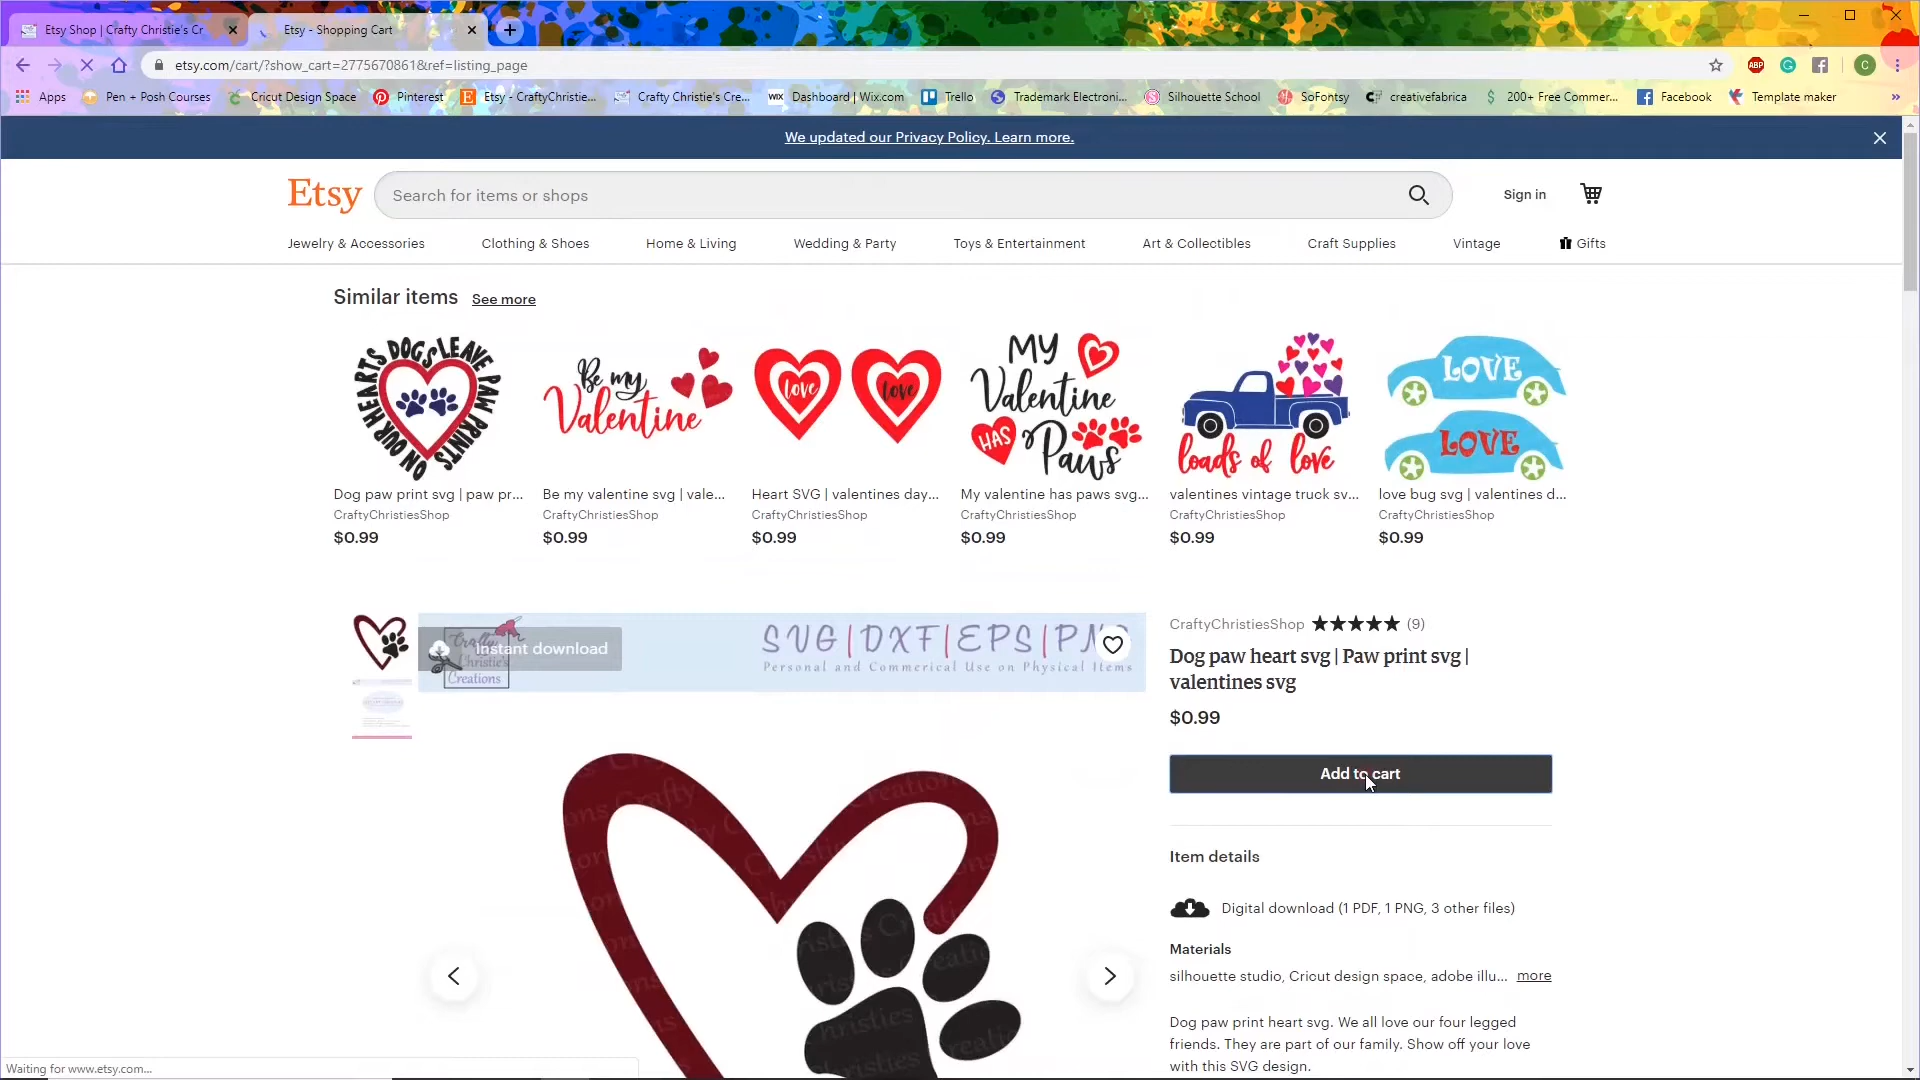 Etsy Shop | Crafty Christie's Cr
Etsy - Shopping Cart
etsy.com/cart/?show_cart=2775670861&ref=listing_page
ABP
C
Apps
Pen + Posh Courses
Cricut Design Space
Pinterest
Etsy - CraftyChristie...
Crafty Christie's Cre...
WIX Dashboard | Wix.com
Trello
Trademark Electroni...
Silhouette School
SoFontsy
creativefabrica
200+ Free Commer...
Facebook
Template maker
We updated our Privacy Policy. Learn more.
Etsy
Search for items or shops
Sign in
Jewelry & Accessories
Clothing & Shoes
Home & Living
Wedding & Party
Toys & Entertainment
Art & Collectibles
Craft Supplies
Vintage
Gifts
Similar items See more
DOGS LEAVE PAW PRINTS ON OUR HEARTS
Be my
Valentine
love
love
MY
Valentine
HAS
Paws
loads of love
LOVE
LOVE
Dog paw print svg | paw pr...
CraftyChristiesShop
$0.99
Be my valentine svg | vale...
CraftyChristiesShop
$0.99
Heart SVG | valentines day...
CraftyChristiesShop
$0.99
My valentine has paws svg...
CraftyChristiesShop
$0.99
valentines vintage truck sv...
CraftyChristiesShop
$0.99
love bug svg | valentines d...
CraftyChristiesShop
$0.99
Instant download
Crafty
Christie's
Creations
SVG|DXF|EPS|PN
Personal and Commerical Use on Physical Items
CraftyChristiesShop ★★★★★ (9)
Dog paw heart svg | Paw print svg |
valentines svg
$0.99
Add to cart
Item details
Digital download (1 PDF, 1 PNG, 3 other files)
Materials
silhouette studio, Cricut design space, adobe illu... more
Dog paw print heart svg. We all love our four legged
friends. They are part of our family. Show off your love
with this SVG design.
Waiting for www.etsy.com...